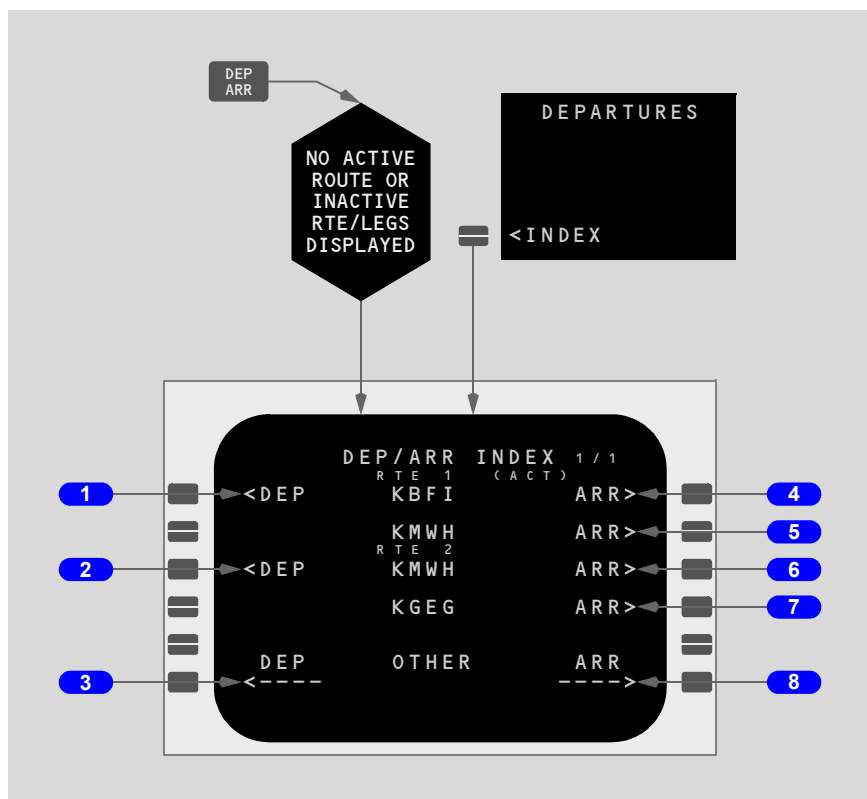 DEP
ARR
DEPARTURES
NO ACTIVE
ROUTE OR
INACTIVE
RTE/LEGS
DISPLAYED
<INDEX
DEP/ARR INDEX 1/1
RTE 1 (ACT)
1 <DEP KBFI ARR> 4
KMWH ARR> 5
RTE 2
2 <DEP KMWH ARR> 6
KGEG ARR> 7
DEP OTHER ARR
3 <---- ----> 8